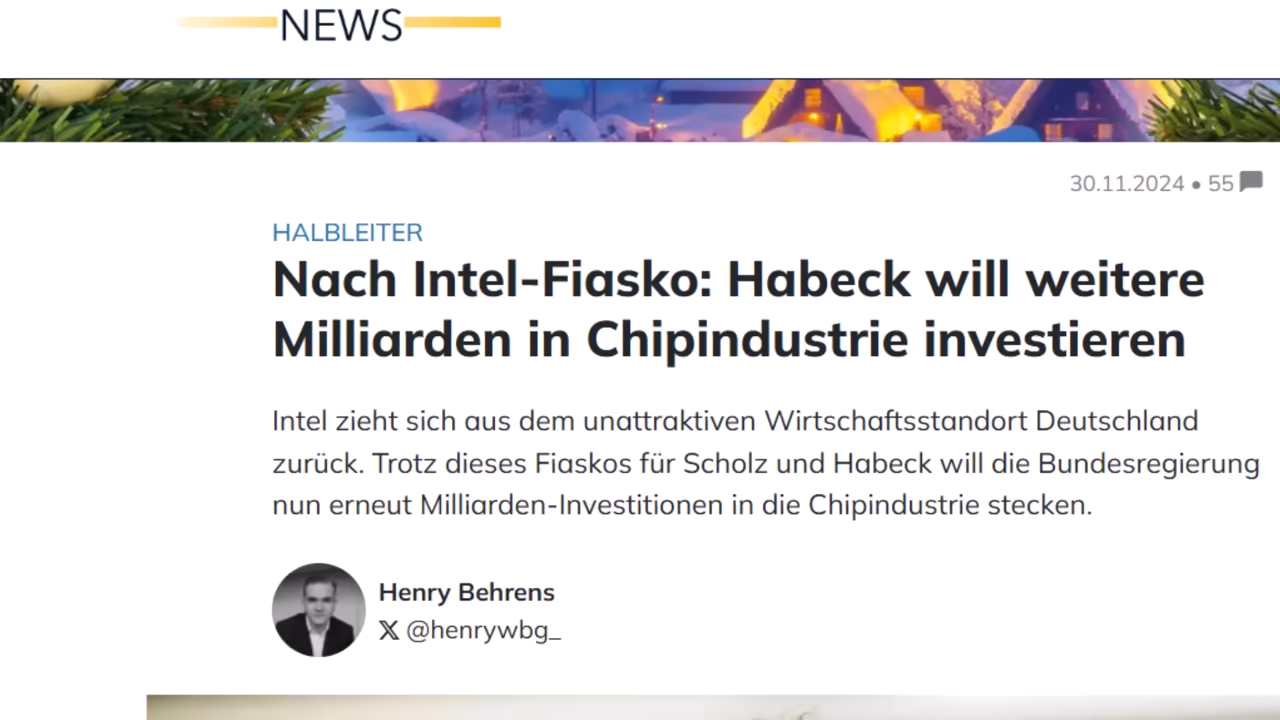 NEWS
30.11.2024 • 55
HALBLEITER
Nach Intel-Fiasko: Habeck will weitere
Milliarden in Chipindustrie investieren
Intel zieht sich aus dem unattraktiven Wirtschaftsstandort Deutschland
zurück. Trotz dieses Fiaskos für Scholz und Habeck will die Bundesregierung
nun erneut Milliarden-Investitionen in die Chipindustrie stecken.
Henry Behrens
X @henrywbg_